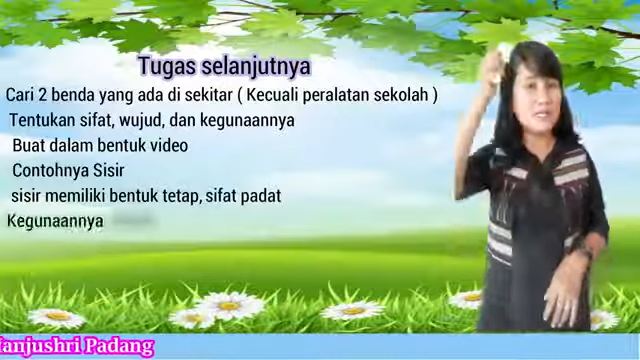 Tugas selanjutnya
Cari 2 benda yang ada di sekitar ( Kecuali peralatan sekolah )
Tentukan sifat, wujud, dan kegunaannya
Buat dalam bentuk video
Contohnya Sisir
sisir memiliki bentuk tetap, sifat padat
Kegunaannya
anjushri Padang